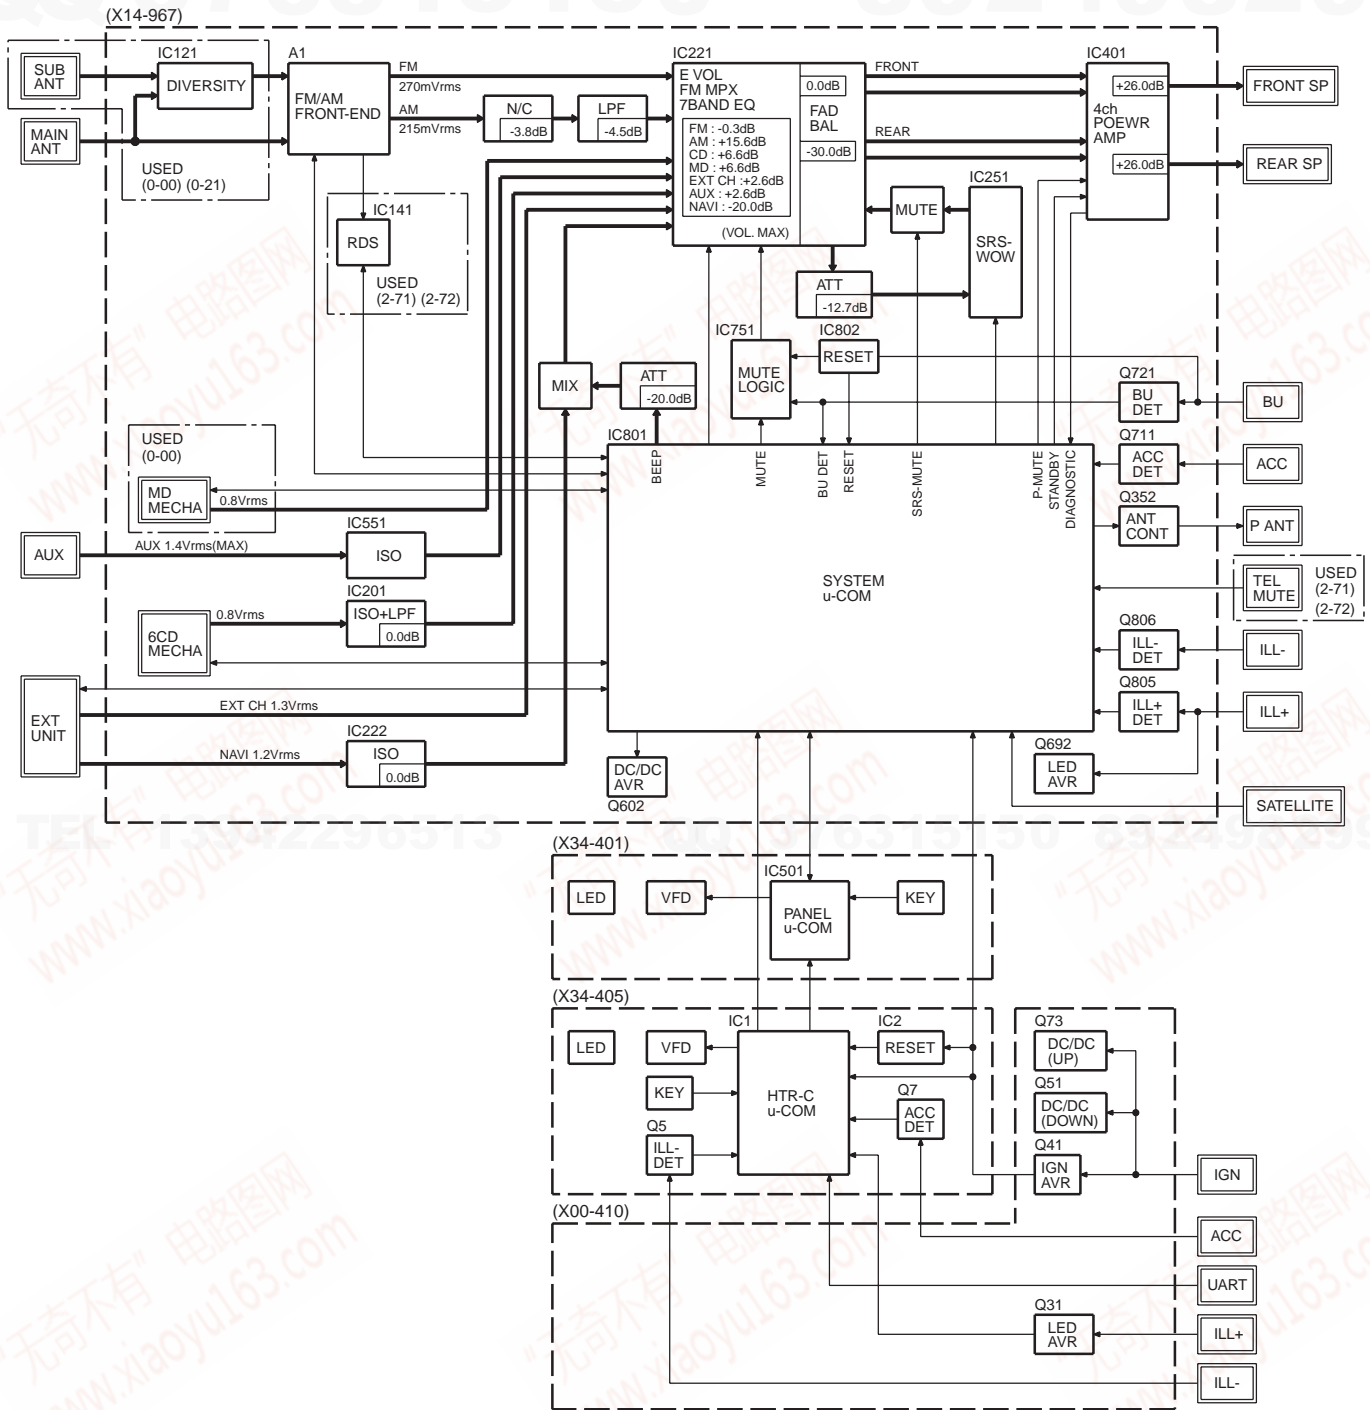 (X14-967)
IC121
A1
IC221
IC401
SUB
ANT
DIVERSITY
FM/AM
FRONT-END
FM
270mVrms
AM
215mVrms
N/C
-3.8dB
LPF
-4.5dB
E VOL
FM MPX
7BAND EQ
FM : -0.3dB
AM : +15.6dB
CD : +6.6dB
MD : +6.6dB
EXT CH :+2.6dB
AUX : +2.6dB
NAVI : -20.0dB
(VOL. MAX)
0.0dB
FAD
BAL
-30.0dB
FRONT
REAR
+26.0dB
4ch
POEWR
AMP
+26.0dB
FRONT SP
REAR SP
MAIN
ANT
USED
(0-00) (0-21)
IC141
RDS
USED
(2-71) (2-72)
MUTE
IC251
SRS-
WOW
ATT
-12.7dB
IC751
MUTE
LOGIC
IC802
RESET
MIX
ATT
-20.0dB
Q721
BU
DET
BU
IC801
BEEP
MUTE
BU DET
RESET
SRS-MUTE
P-MUTE
STANDBY
DIAGNOSTIC
Q711
ACC
DET
ACC
USED
(0-00)
MD
MECHA
0.8Vrms
Q352
ANT
CONT
P ANT
AUX
AUX 1.4Vrms(MAX)
IC551
ISO
SYSTEM
u-COM
TEL
MUTE
USED
(2-71)
(2-72)
IC201
ISO+LPF
0.0dB
0.8Vrms
6CD
MECHA
Q806
ILL-
DET
ILL-
Q805
ILL+
DET
ILL+
EXT
UNIT
EXT CH 1.3Vrms
NAVI 1.2Vrms
IC222
ISO
0.0dB
DC/DC
AVR
Q602
Q692
LED
AVR
SATELLITE
(X34-401)
LED
VFD
IC501
PANEL
u-COM
KEY
(X34-405)
LED
VFD
KEY
Q5
ILL-
DET
IC1
HTR-C
u-COM
IC2
RESET
Q7
ACC
DET
Q73
DC/DC
(UP)
Q51
DC/DC
(DOWN)
Q41
IGN
AVR
IGN
(X00-410)
ACC
UART
Q31
LED
AVR
ILL+
ILL-
"无奇不有" 电路图网
www.xiaoyu163.com